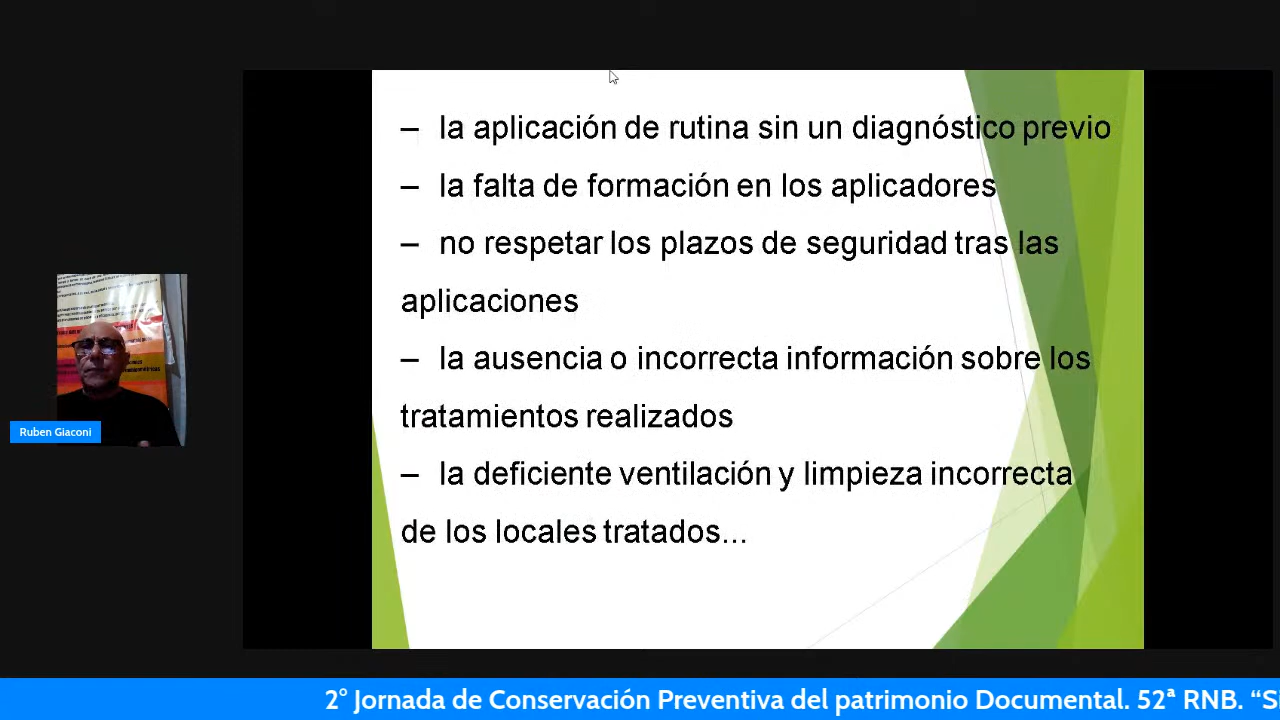 – la aplicación de rutina sin un diagnóstico previo
– la falta de formación en los aplicadores
– no respetar los plazos de seguridad tras las
aplicaciones
– la ausencia o incorrecta información sobre los
tratamientos realizados
– la deficiente ventilación y limpieza incorrecta
de los locales tratados...
Ruben Giaconi
2° Jornada de Conservación Preventiva del patrimonio Documental. 52ª RNB.